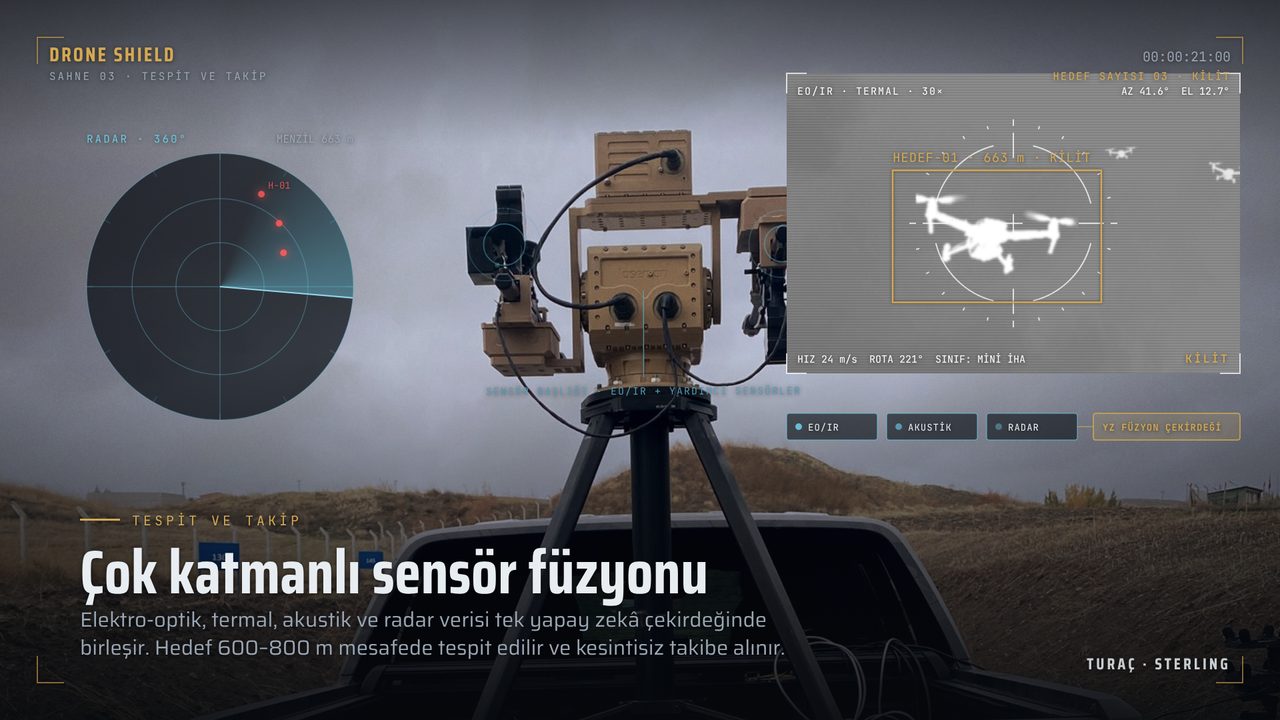 DRONE SHIELD
SAHNE 03 · TESPİT VE TAKİP
00:00:21:00
HEDEF SAYISI 03 · KİLİT
EO/IR · TERMAL · 30×
AZ 41.6° EL 12.7°
RADAR · 360°
MENZİL 663 m
H-01
HEDEF-01 · 663 m · KİLİT
HIZ 24 m/s ROTA 221° SINIF: MİNİ İHA
KİLİT
SENSÖR BAŞLIĞI · EO/IR + YARDIMCI SENSÖRLER
EO/IR
AKUSTİK
RADAR
YZ FÜZYON ÇEKİRDEĞİ
TESPİT VE TAKİP
Çok katmanlı sensör füzyonu
Elektro-optik, termal, akustik ve radar verisi tek yapay zekâ çekirdeğinde
birleşir. Hedef 600–800 m mesafede tespit edilir ve kesintisiz takibe alınır.
TURAÇ · STERLING